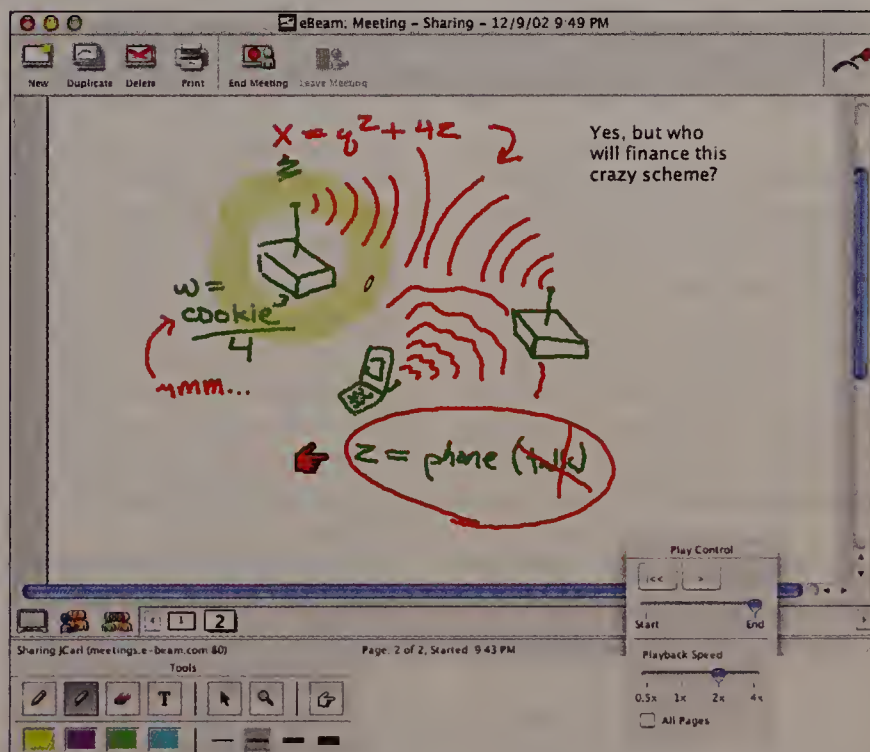 eBeam: Meeting – Sharing – 12/9/02 9:49 PM
New Duplicate Delete Print End Meeting Leave Meeting
x = q² + 4z
z
Yes, but who
will finance this
crazy scheme?
w =
cookie
4
mmm...
z = phone (talk)
Play Control
|<< >
Start End
Playback Speed
0.5x 1x 2x 4x
All Pages
1 2
Sharing JCarl (meetings.e-beam.com:80) Page: 2 of 2, Started 9:43 PM
Tools
T